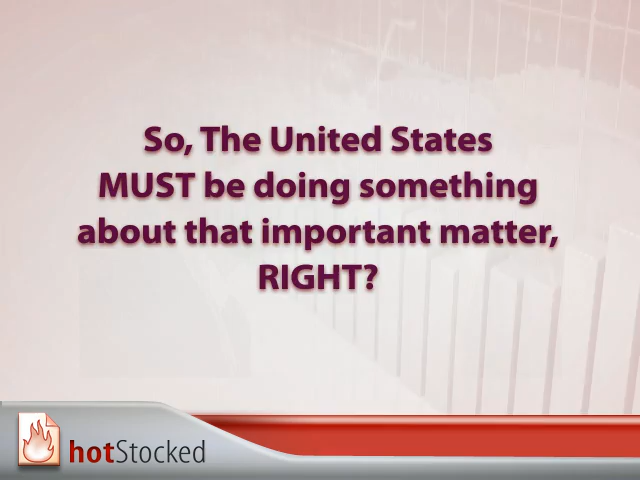 So, The United States
MUST be doing something
about that important matter,
RIGHT?
hotStocked